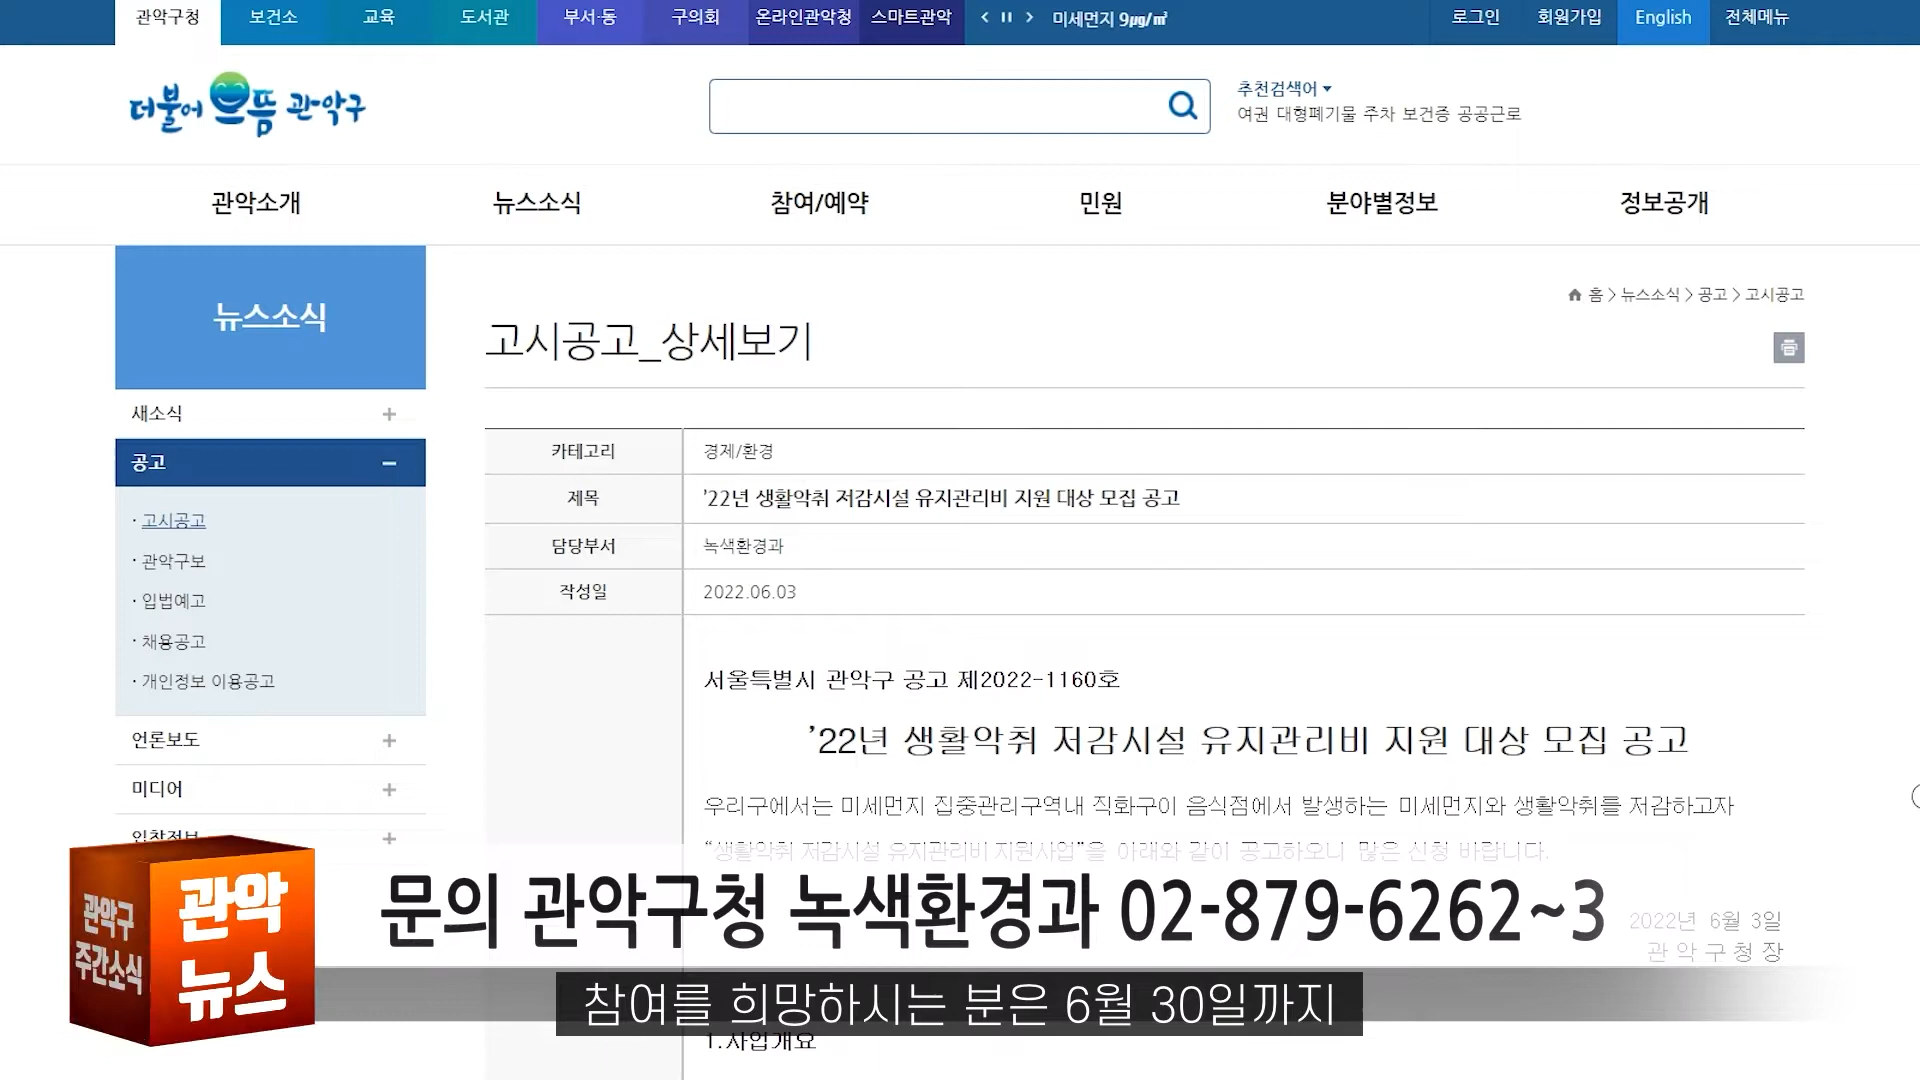 관악구청 보건소 교육 도서관 부서·동 구의회 온라인관악청 스마트관악 미세먼지 9㎍/㎥ 로그인 회원가입 English 전체메뉴
더불어 으뜸 관악구
추천검색어
여권 대형폐기물 주차 보건증 공공근로
관악소개 뉴스소식 참여/예약 민원 분야별정보 정보공개
홈 > 뉴스소식 > 공고 > 고시공고
뉴스소식
고시공고_상세보기
새소식 +
공고 −
· 고시공고
· 관악구보
· 입법예고
· 채용공고
· 개인정보 이용공고
언론보도 +
미디어 +
입찰정보 +
카테고리 경제/환경
제목 ’22년 생활악취 저감시설 유지관리비 지원 대상 모집 공고
담당부서 녹색환경과
작성일 2022.06.03
서울특별시 관악구 공고 제2022-1160호
’22년 생활악취 저감시설 유지관리비 지원 대상 모집 공고
우리구에서는 미세먼지 집중관리구역내 직화구이 음식점에서 발생하는 미세먼지와 생활악취를 저감하고자
“생활악취 저감시설 유지관리비 지원사업”을 아래와 같이 공고하오니 많은 신청 바랍니다.
2022년 6월 3일
관 악 구 청 장
관악구
주간소식
관악
뉴스
문의 관악구청 녹색환경과 02-879-6262~3
참여를 희망하시는 분은 6월 30일까지
1.사업개요